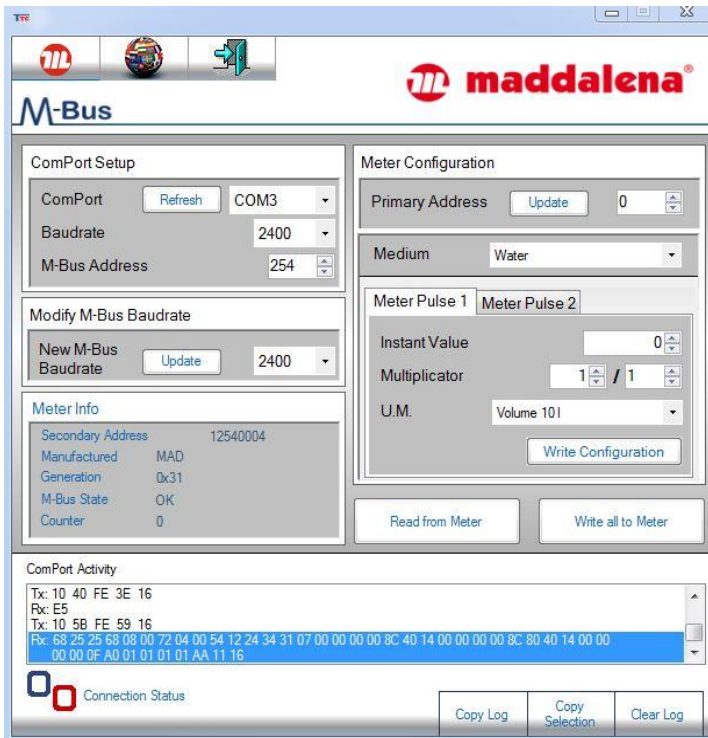 TTC
m
m maddalena®
M-Bus
ComPort Setup
ComPort Refresh COM3
Baudrate 2400
M-Bus Address 254
Modify M-Bus Baudrate
New M-Bus
Baudrate Update 2400
Meter Info
Secondary Address 12540004
Manufactured MAD
Generation 0x31
M-Bus State OK
Counter 0
Meter Configuration
Primary Address Update 0
Medium Water
Meter Pulse 1 Meter Pulse 2
Instant Value 0
Multiplicator 1 / 1
U.M. Volume 10 l
Write Configuration
Read from Meter Write all to Meter
ComPort Activity
Tx: 10 40 FE 3E 16
Rx: E5
Tx: 10 5B FE 59 16
Rx: 68 25 25 68 08 00 72 04 00 54 12 24 34 31 07 00 00 00 00 8C 40 14 00 00 00 00 8C 80 40 14 00 00
00 00 0F A0 01 01 01 01 AA 11 16
Connection Status
Copy Log
Copy
Selection
Clear Log